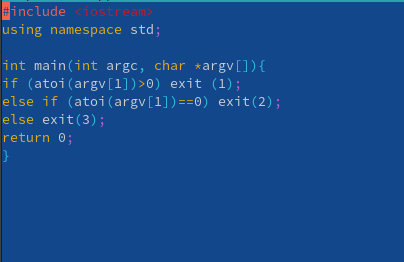 #include <iostream>
using namespace std;

int main(int argc, char *argv[]){
if (atoi(argv[1])>0) exit (1);
else if (atoi(argv[1])==0) exit(2);
else exit(3);
return 0;
}